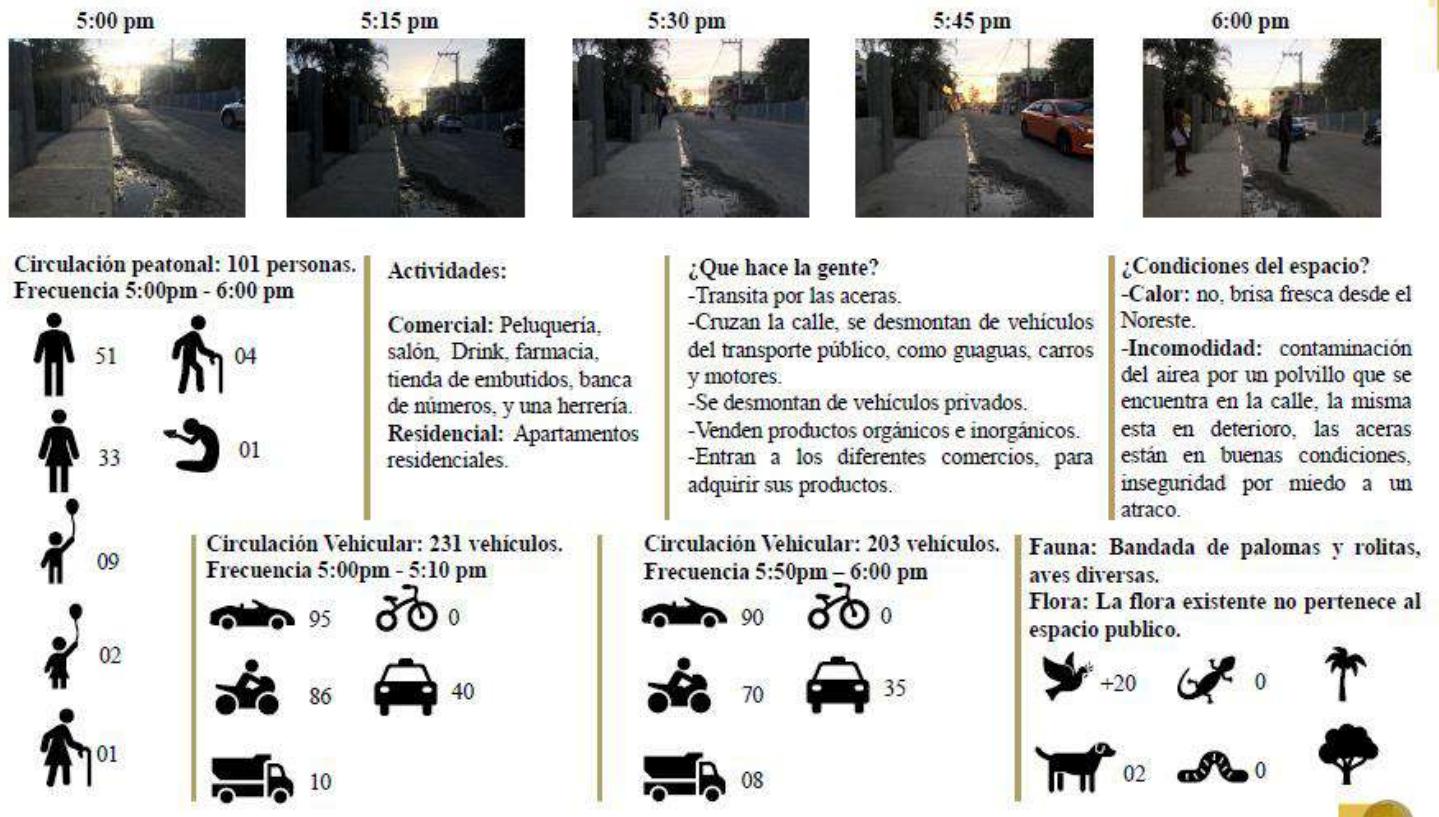 5:00 pm
5:15 pm
5:30 pm
5:45 pm
6:00 pm
Circulación peatonal: 101 personas.
Frecuencia 5:00pm - 6:00 pm
51
04
33
01
09
02
01
Actividades:
Comercial: Peluquería,
salón, Drink, farmacia,
tienda de embutidos, banca
de números, y una herrería.
Residencial: Apartamentos
residenciales.
¿Que hace la gente?
-Transita por las aceras.
-Cruzan la calle, se desmontan de vehículos
del transporte público, como guaguas, carros
y motores.
-Se desmontan de vehículos privados.
-Venden productos orgánicos e inorgánicos.
-Entran a los diferentes comercios, para
adquirir sus productos.
¿Condiciones del espacio?
-Calor: no, brisa fresca desde el
Noreste.
-Incomodidad: contaminación
del airea por un polvillo que se
encuentra en la calle, la misma
esta en deterioro, las aceras
están en buenas condiciones,
inseguridad por miedo a un
atraco.
Circulación Vehicular: 231 vehículos.
Frecuencia 5:00pm - 5:10 pm
95
0
86
40
10
Circulación Vehicular: 203 vehículos.
Frecuencia 5:50pm – 6:00 pm
90
0
70
35
08
Fauna: Bandada de palomas y rolitas,
aves diversas.
Flora: La flora existente no pertenece al
espacio publico.
+20
0
02
0